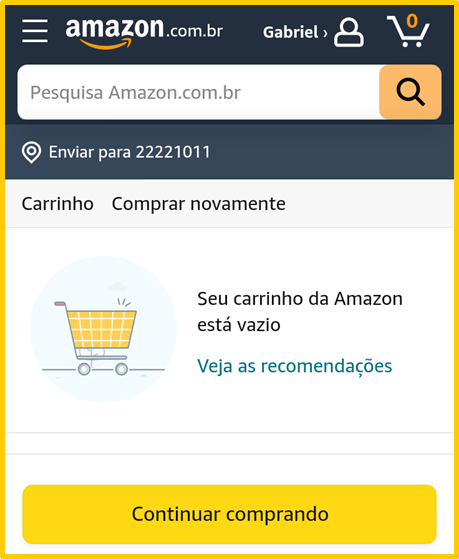 amazon.com.br Gabriel › 0
Pesquisa Amazon.com.br
Enviar para 22221011
Carrinho Comprar novamente
Seu carrinho da Amazon
está vazio
Veja as recomendações
Continuar comprando